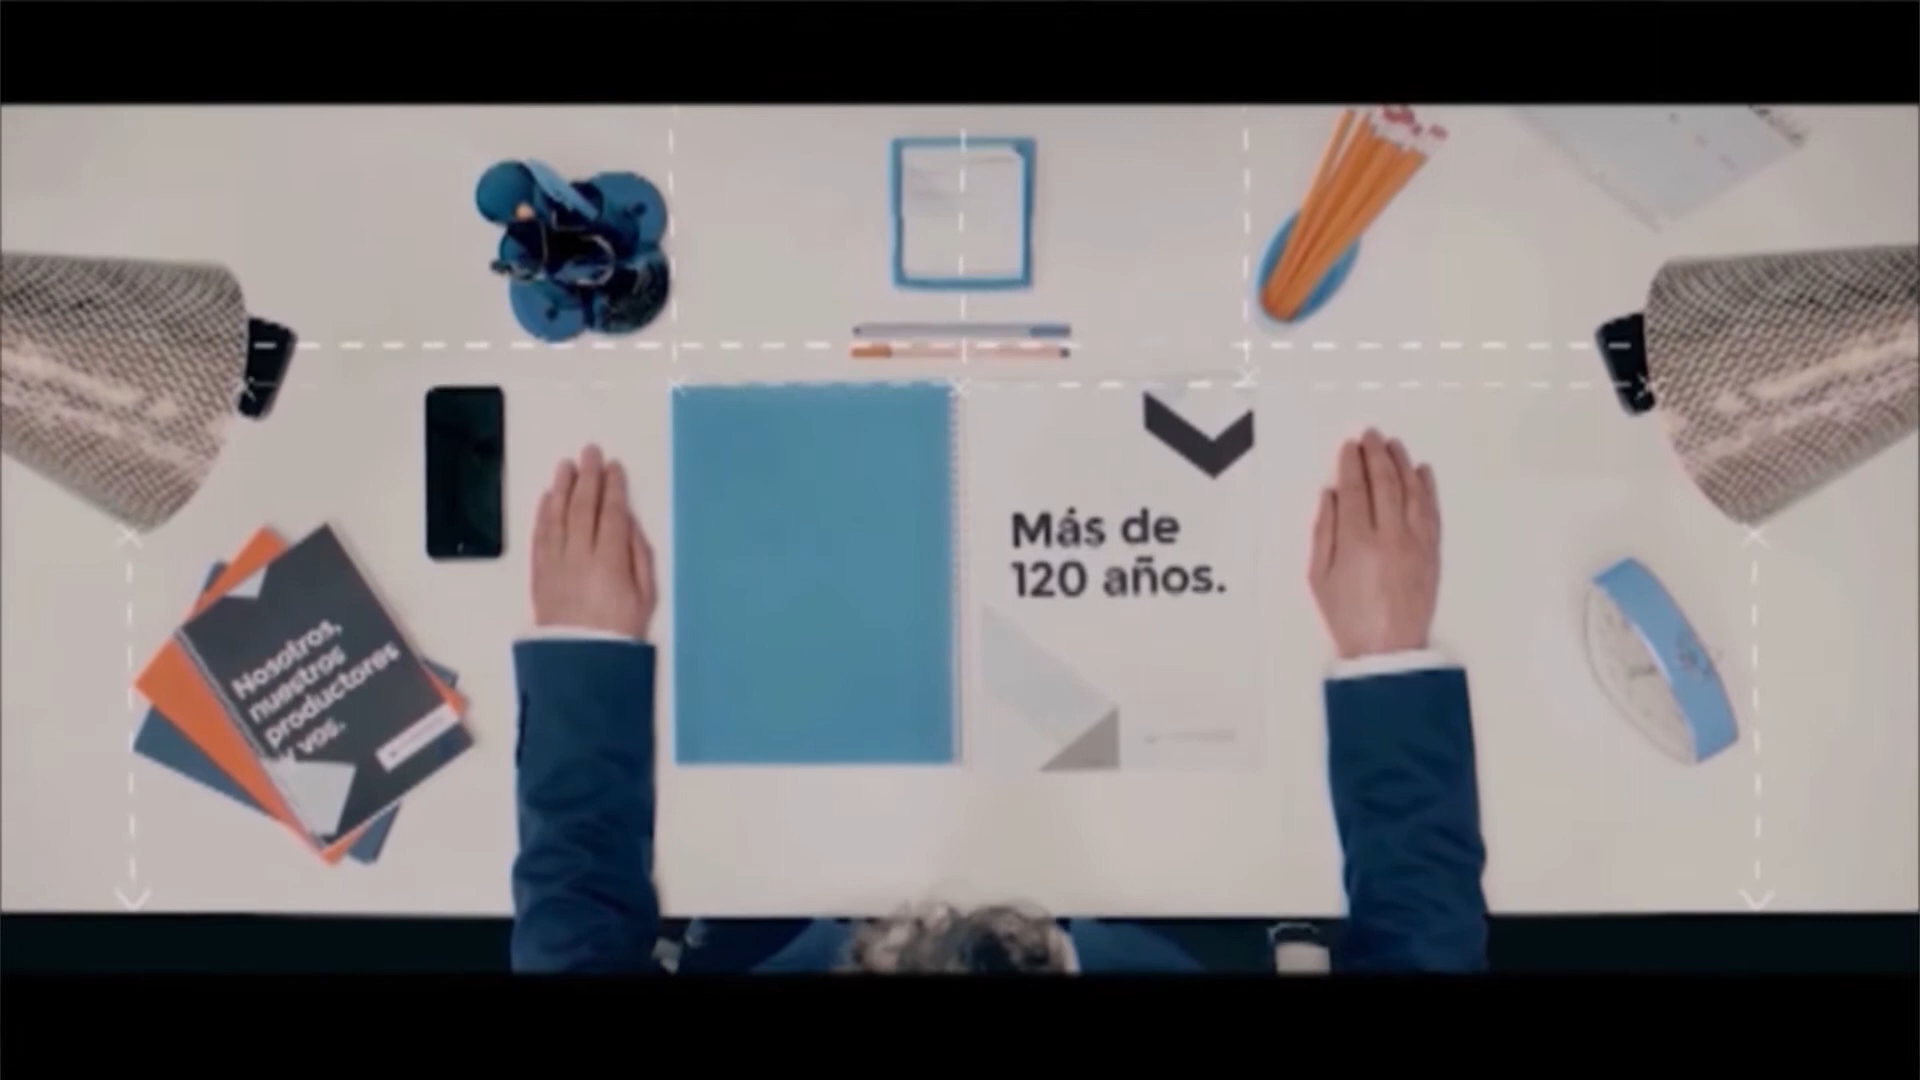 Más de
120 años.
Nosotros,
nuestros
productores
y vos.